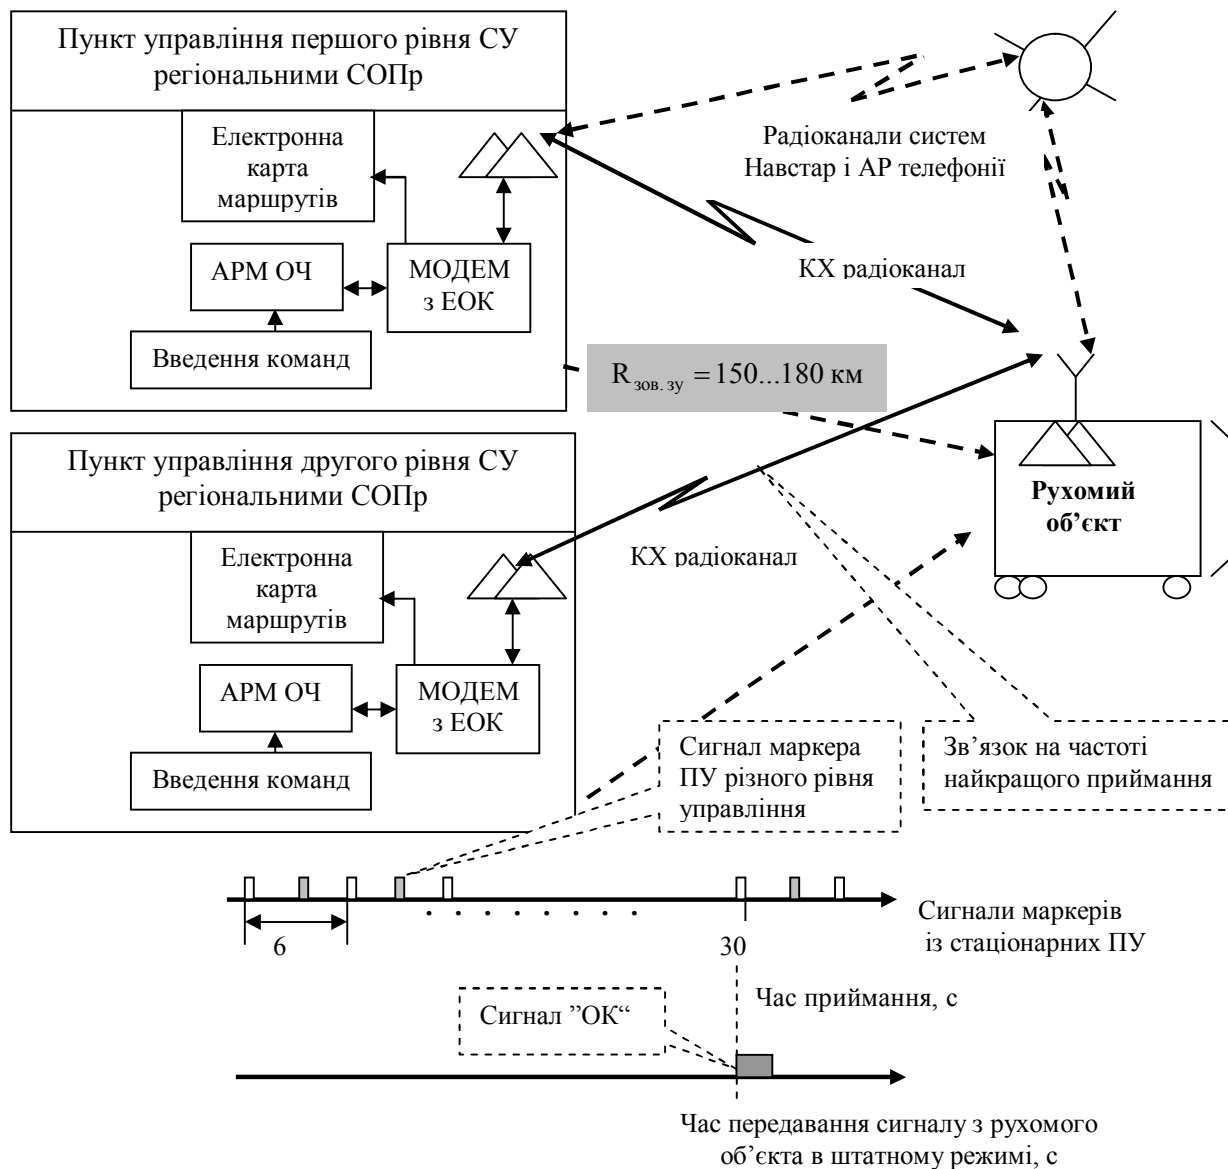 Пункт управління першого рівня СУ
регіональними СОПр
Електронна
карта
маршрутів
АРМ ОЧ
МОДЕМ
з ЕОК
Введення команд
Радіоканали систем
Навстар і АР телефонії
КХ радіоканал
R зов. зу = 150...180 км
Пункт управління другого рівня СУ
регіональними СОПр
Електронна
карта
маршрутів
АРМ ОЧ
МОДЕМ
з ЕОК
Введення команд
КХ радіоканал
Рухомий
об’єкт
Сигнал маркера
ПУ різного рівня
управління
Зв’язок на частоті
найкращого приймання
6
30
Сигнали маркерів
із стаціонарних ПУ
Час приймання, с
Сигнал ”ОК“
Час передавання сигналу з рухомого
об’єкта в штатному режимі, с